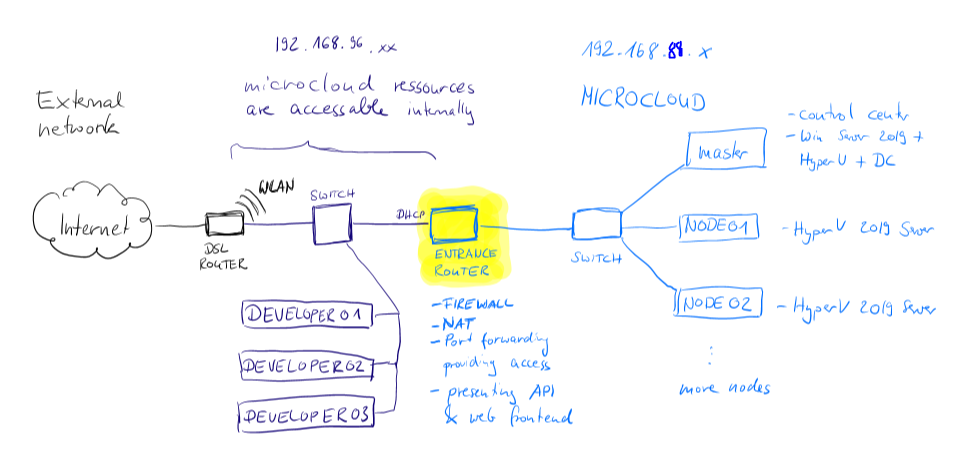 192.168.96.xx
192.168.88.x
External
network
microcloud ressources
are accessable internally
MICROCLOUD
- control centr
- Win Server 2019 +
HyperV + DC
master
WLAN
SWITCH
DHCP
Internet
DSL
ROUTER
ENTRANCE
ROUTER
SWITCH
NODE01
- HyperV 2019 Server
NODE02
- HyperV 2019 Server
DEVELOPER01
DEVELOPER02
DEVELOPER03
- FIREWALL
- NAT
- Port forwarding
providing access
- presenting API
& web frontend
more nodes